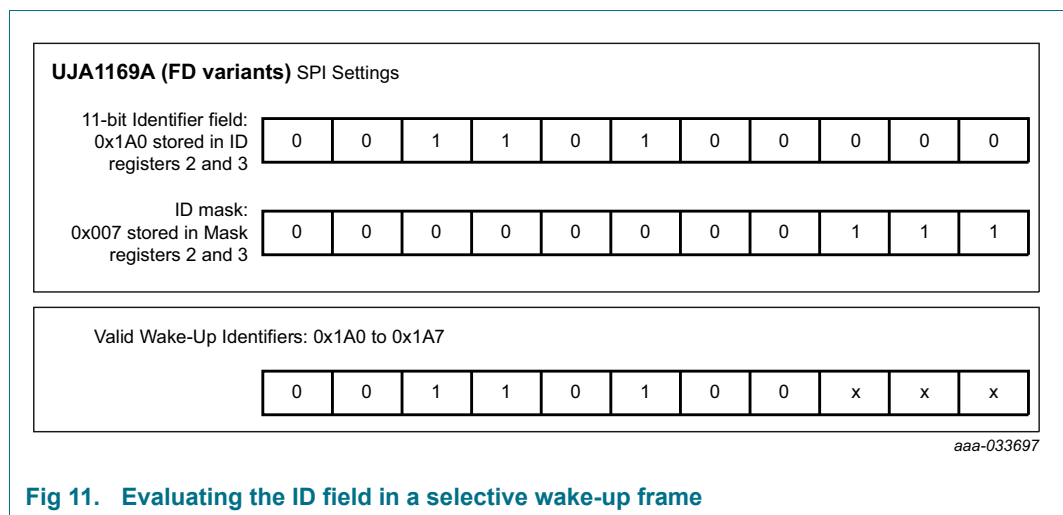 UJA1169A (FD variants) SPI Settings
11-bit Identifier field:
0x1A0 stored in ID
registers 2 and 3
0 0 1 1 0 1 0 0 0 0 0
ID mask:
0x007 stored in Mask
registers 2 and 3
0 0 0 0 0 0 0 0 1 1 1
Valid Wake-Up Identifiers: 0x1A0 to 0x1A7
0 0 1 1 0 1 0 0 x x x
aaa-033697
Fig 11. Evaluating the ID field in a selective wake-up frame